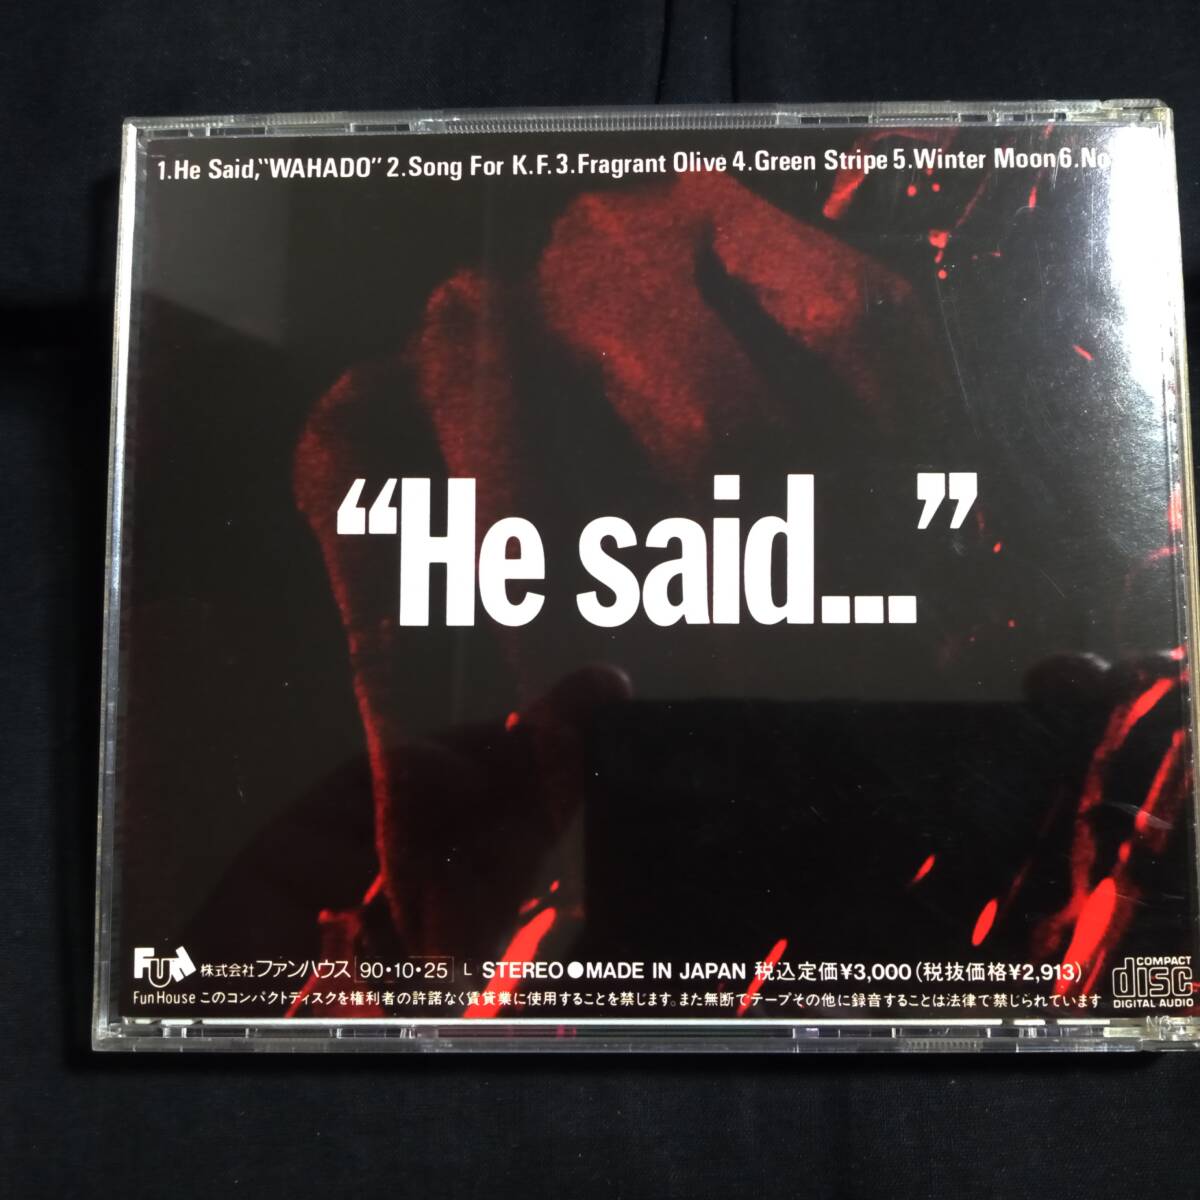 1.He Said,"WAHADO" 2.Song For K.F. 3.Fragrant Olive 4.Green Stripe 5.Winter Moon 6.No
“He said...”
FUN 株式会社ファンハウス 90・10・25 L STEREO●MADE IN JAPAN 税込定価¥3,000(税抜価格¥2,913)
Fun House このコンパクトディスクを権利者の許諾なく賃貸業に使用することを禁じます。また無断でテープその他に録音することは法律で禁じられています
COMPACT
disc
DIGITAL AUDIO